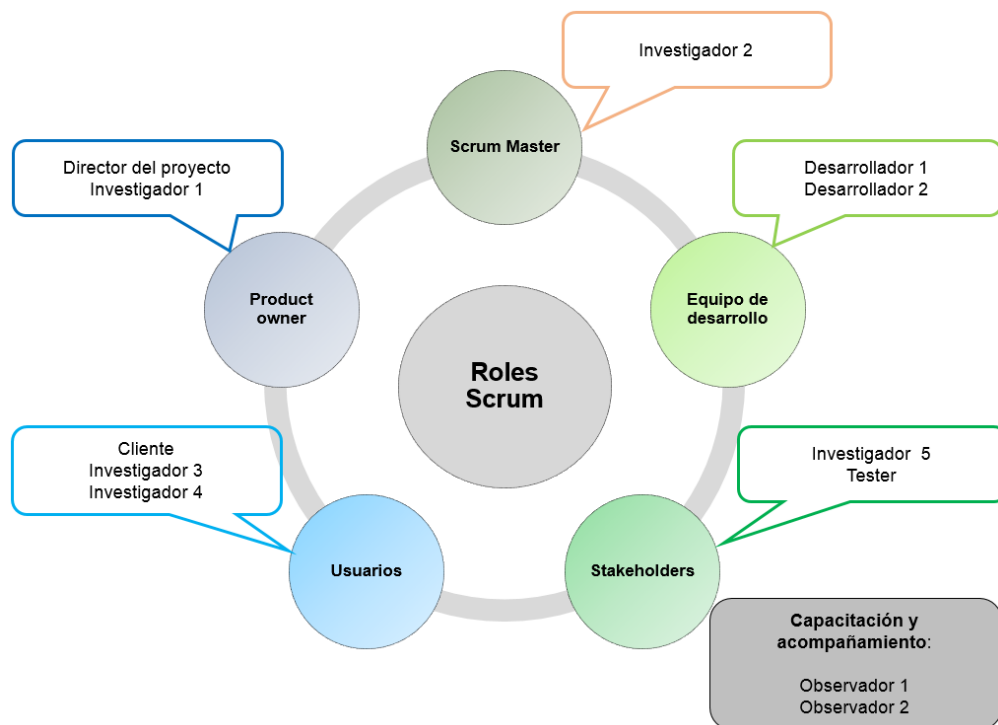 Investigador 2
Scrum Master
Director del proyecto
Investigador 1
Desarrollador 1
Desarrollador 2
Product
owner
Equipo de
desarrollo
Roles
Scrum
Cliente
Investigador 3
Investigador 4
Investigador 5
Tester
Usuarios
Stakeholders
Capacitación y
acompañamiento:
Observador 1
Observador 2